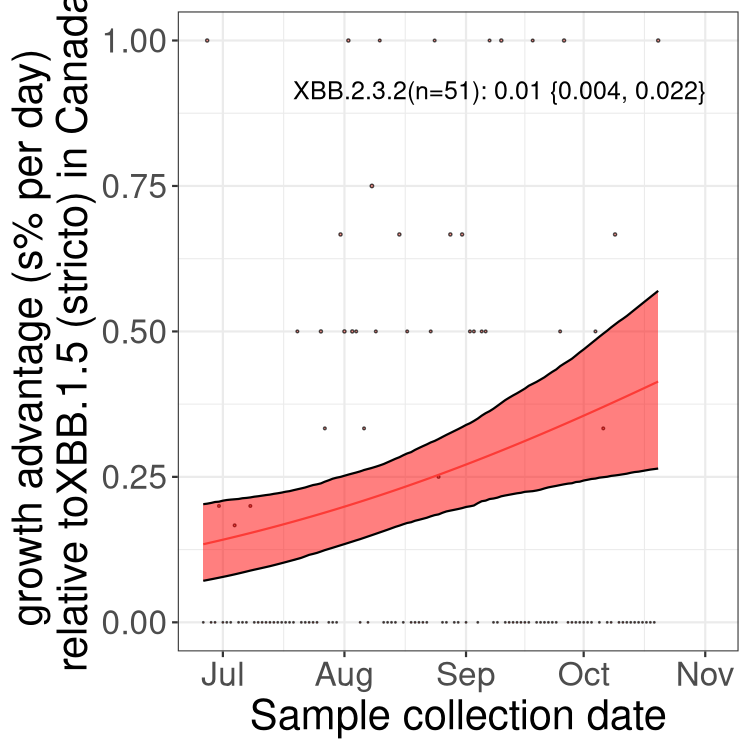 growth advantage (s% per day)
relative toXBB.1.5 (stricto) in Canada
1.00
0.75
0.50
0.25
0.00
XBB.2.3.2(n=51): 0.01 {0.004, 0.022}
Jul Aug Sep Oct Nov
Sample collection date